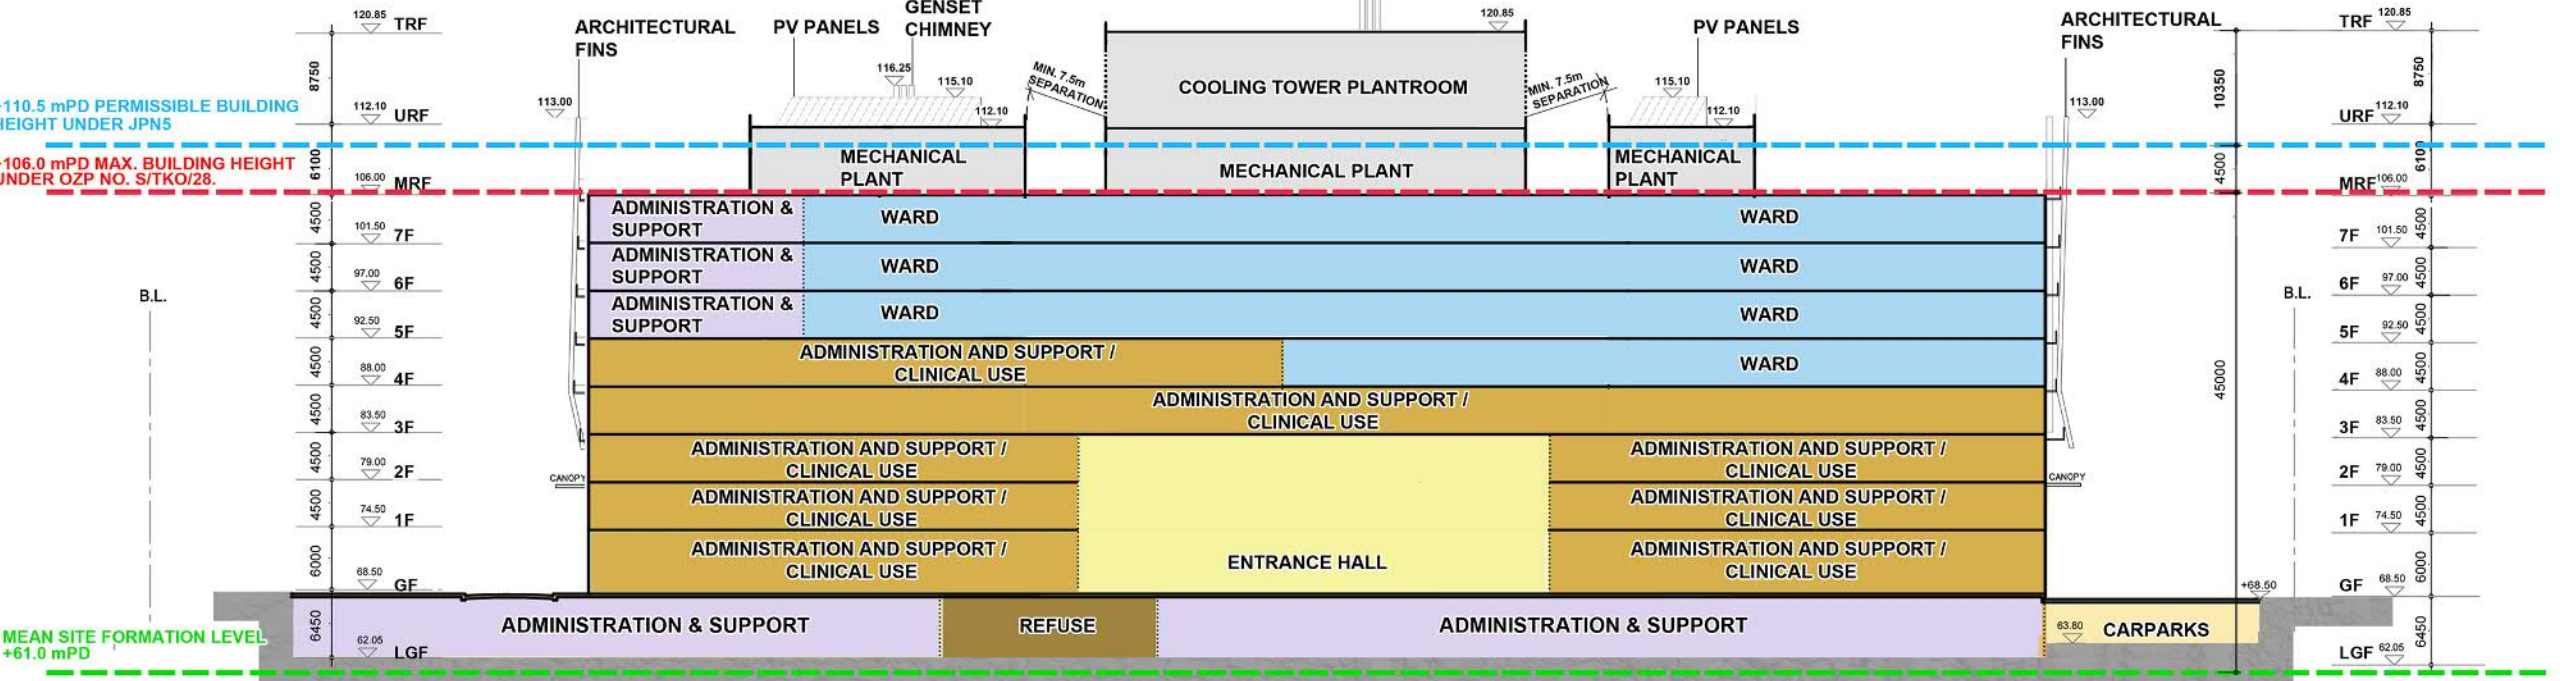 120.85
TRF
8750
ARCHITECTURAL
FINS
PV PANELS
GENSET
CHIMNEY
116.25
115.10
112.10
MIN. 7.5m
SEPARATION
120.85
COOLING TOWER PLANTROOM
MIN. 7.5m
SEPARATION
PV PANELS
115.10
112.10
ARCHITECTURAL
FINS
10350
TRF
120.85
8750
+110.5 mPD PERMISSIBLE BUILDING
HEIGHT UNDER JPN5
112.10
URF
113.00
113.00
URF
112.10
+106.0 mPD MAX. BUILDING HEIGHT
UNDER OZP NO. S/TKO/28.
6100
106.00
MRF
MECHANICAL
PLANT
MECHANICAL PLANT
MECHANICAL
PLANT
4500
6100
MRF
106.00
4500
101.50
7F
ADMINISTRATION &
SUPPORT
WARD
WARD
7F
101.50
4500
4500
97.00
6F
ADMINISTRATION &
SUPPORT
WARD
WARD
6F
97.00
4500
B.L.
4500
92.50
5F
ADMINISTRATION &
SUPPORT
WARD
WARD
B.L.
5F
92.50
4500
4500
88.00
4F
ADMINISTRATION AND SUPPORT /
CLINICAL USE
WARD
45000
4F
88.00
4500
4500
83.50
3F
ADMINISTRATION AND SUPPORT /
CLINICAL USE
3F
83.50
4500
4500
79.00
2F
CANOPY
ADMINISTRATION AND SUPPORT /
CLINICAL USE
ADMINISTRATION AND SUPPORT /
CLINICAL USE
CANOPY
2F
79.00
4500
4500
74.50
1F
ADMINISTRATION AND SUPPORT /
CLINICAL USE
ADMINISTRATION AND SUPPORT /
CLINICAL USE
1F
74.50
4500
6000
68.50
GF
ADMINISTRATION AND SUPPORT /
CLINICAL USE
ENTRANCE HALL
ADMINISTRATION AND SUPPORT /
CLINICAL USE
+68.50
GF
68.50
6000
MEAN SITE FORMATION LEVEL
+61.0 mPD
6450
62.05
LGF
ADMINISTRATION & SUPPORT
REFUSE
ADMINISTRATION & SUPPORT
63.80
CARPARKS
LGF
62.05
6450